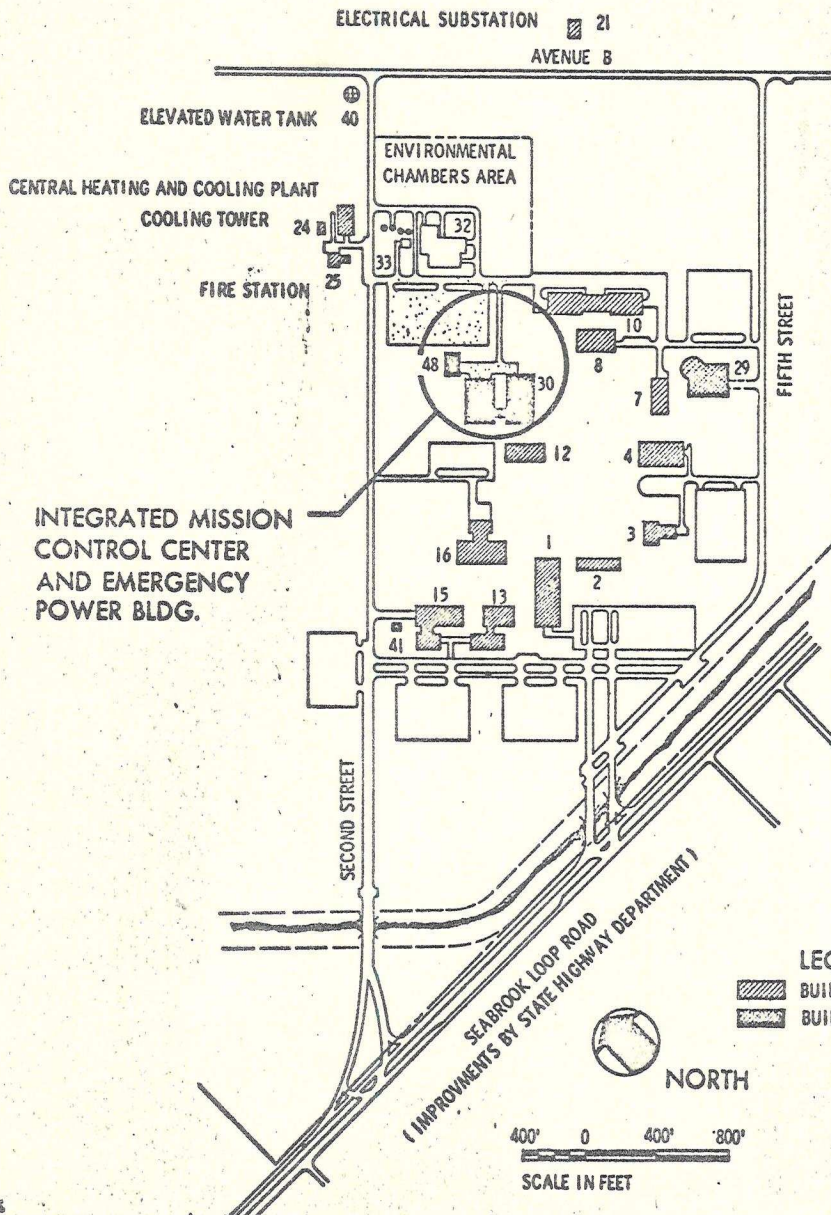 ELECTRICAL SUBSTATION 21
AVENUE B
ELEVATED WATER TANK 40
ENVIRONMENTAL
CHAMBERS AREA
CENTRAL HEATING AND COOLING PLANT
COOLING TOWER
24
32
33
25
FIRE STATION
10
8
48
30
29
7
FIFTH STREET
12
4
INTEGRATED MISSION
CONTROL CENTER
AND EMERGENCY
POWER BLDG.
3
16
1
2
15
13
41
SECOND STREET
SEABROOK LOOP ROAD
( IMPROVMENTS BY STATE HIGHWAY DEPARTMENT )
NORTH
400' 0 400' 800'
SCALE IN FEET